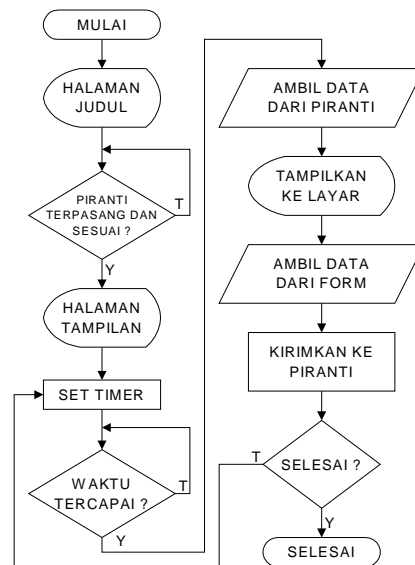 MULAI
HALAMAN
JUDUL
PIRANTI
TERPASANG DAN
SESUAI ?
T
Y
HALAMAN
TAMPILAN
SET TIMER
WAKTU
TERCAPAI ?
T
Y
AMBIL DATA
DARI PIRANTI
TAMPILKAN
KE LAYAR
AMBIL DATA
DARI FORM
KIRIMKAN KE
PIRANTI
T
SELESAI ?
Y
SELESAI